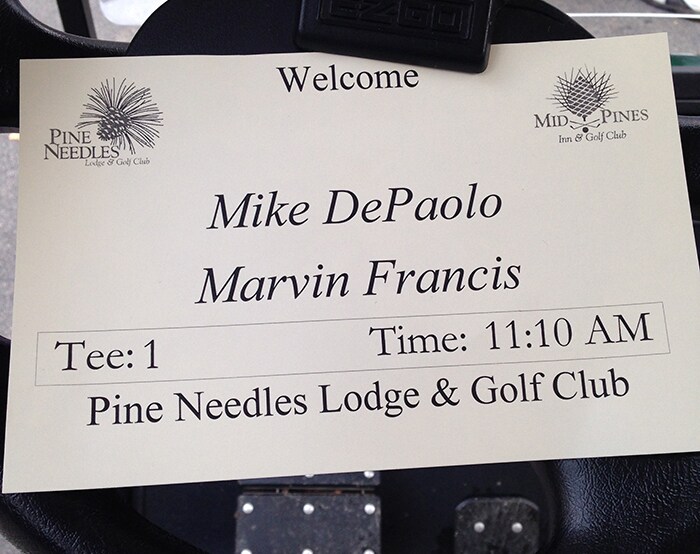 E-Z-GO
Welcome
PINE
NEEDLES
Lodge & Golf Club
MID PINES
Inn & Golf Club
Mike DePaolo
Marvin Francis
Tee: 1 Time: 11:10 AM
Pine Needles Lodge & Golf Club